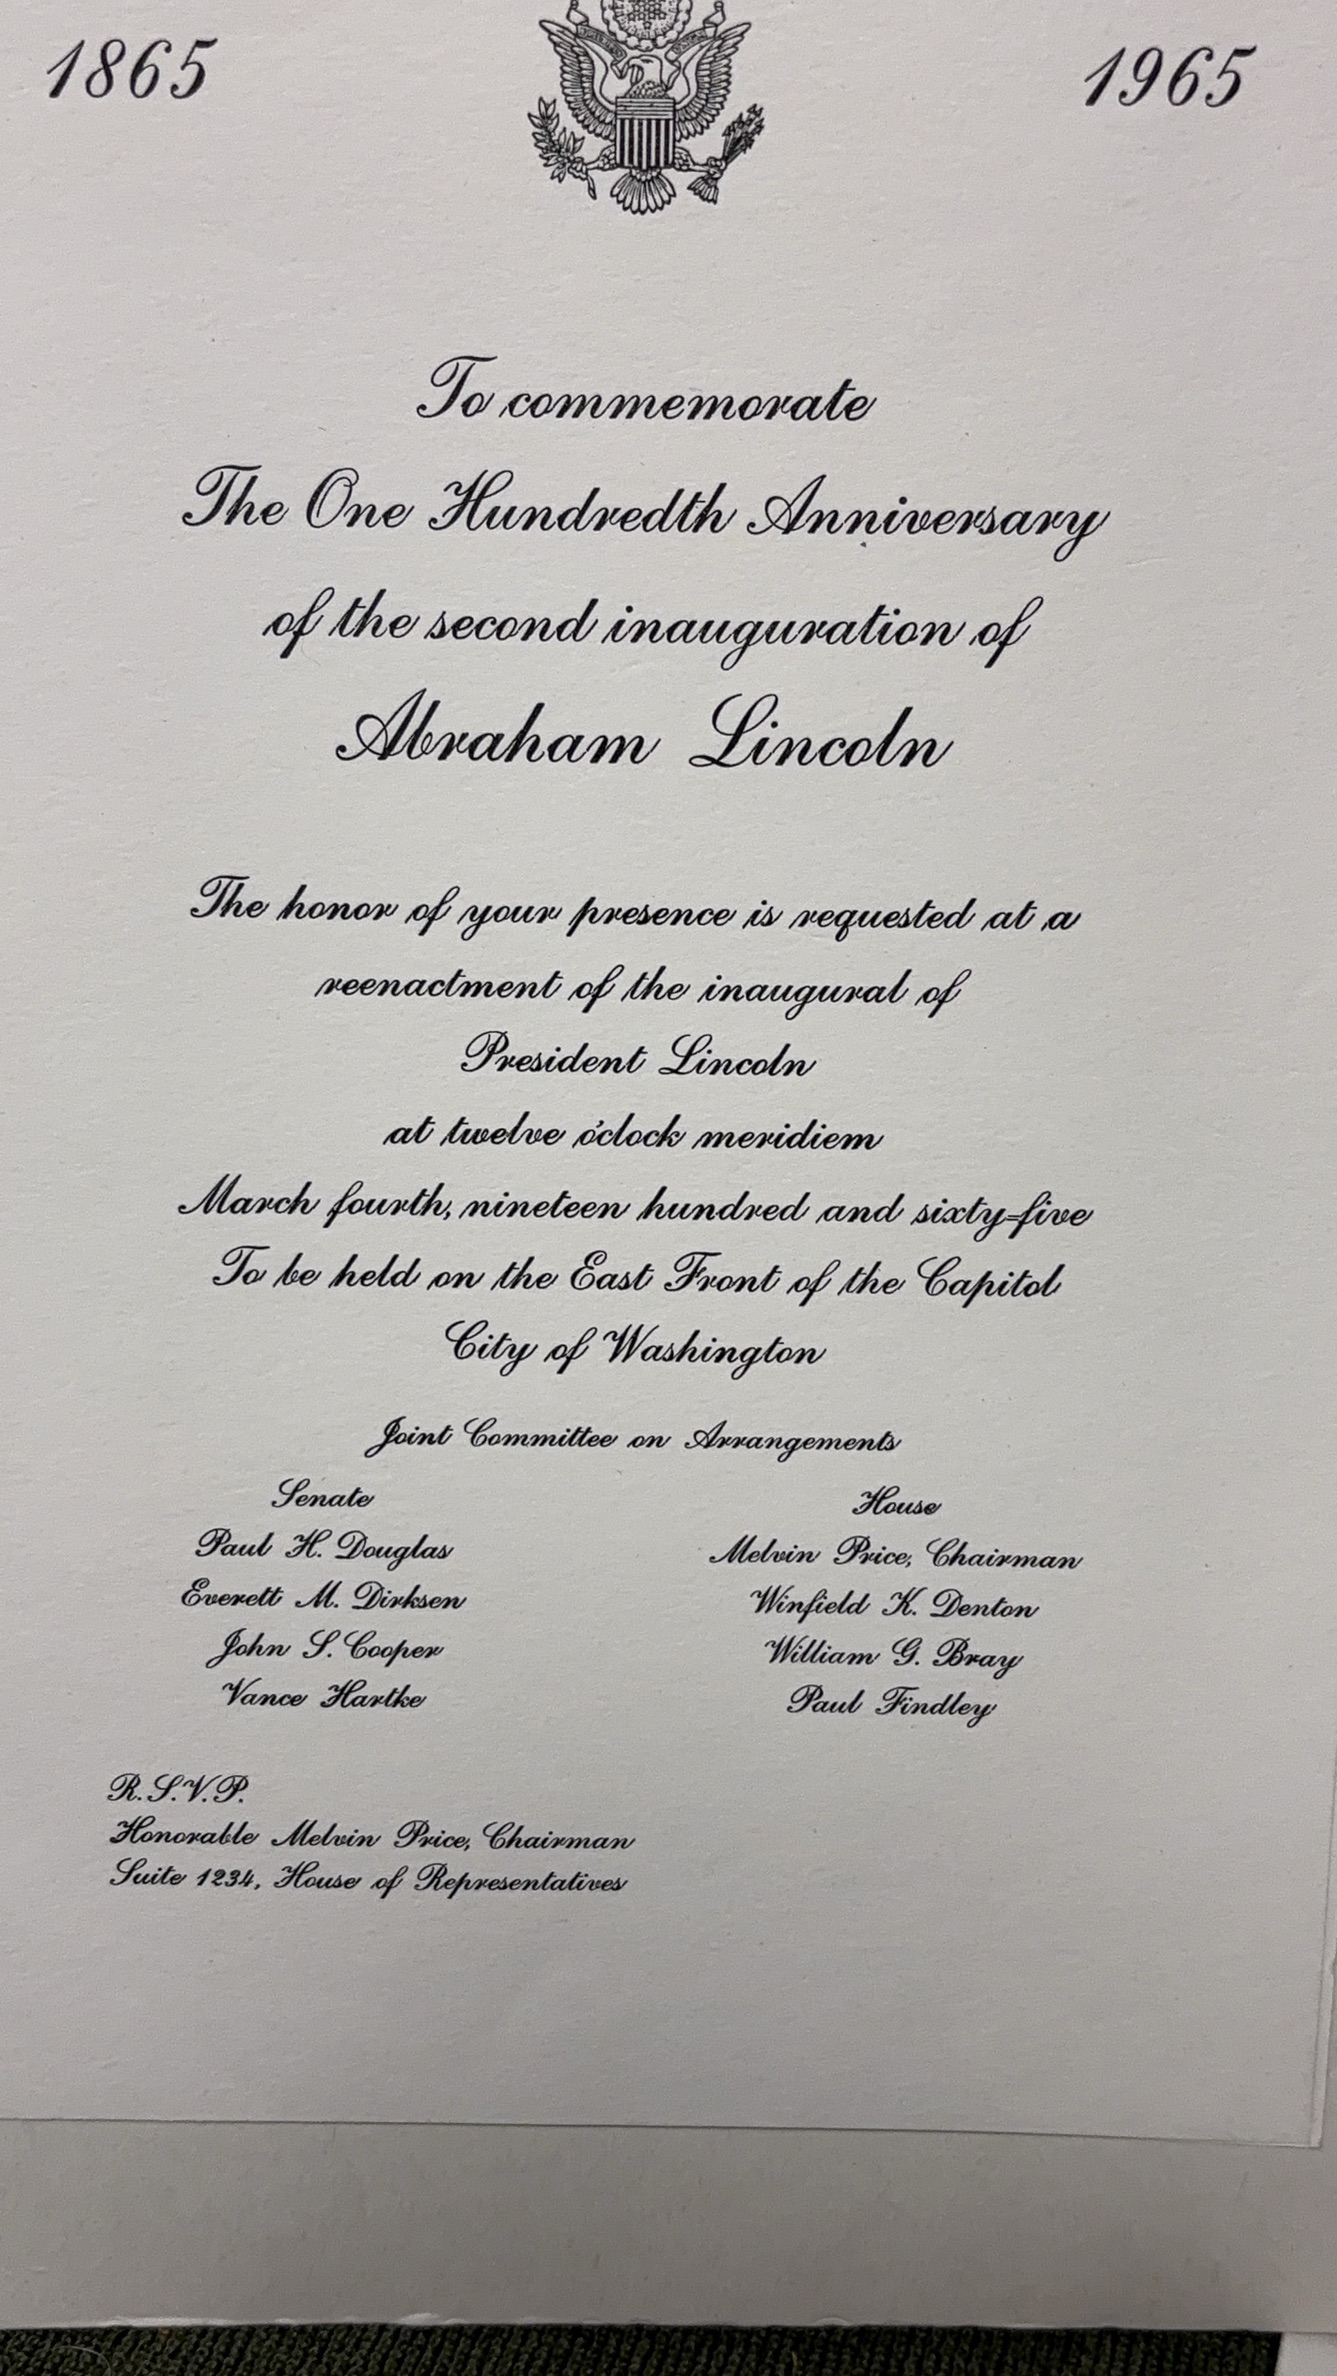 1865 1965
To commemorate
The One Hundredth Anniversary
of the second inauguration of
Abraham Lincoln
The honor of your presence is requested at a
reenactment of the inaugural of
President Lincoln
at twelve o'clock meridiem
March fourth, nineteen hundred and sixty-five
To be held on the East Front of the Capitol
City of Washington
Joint Committee on Arrangements
Senate
Paul H. Douglas
Everett M. Dirksen
John S. Cooper
Vance Hartke
House
Melvin Price, Chairman
Winfield K. Denton
William G. Bray
Paul Findley
R.S.V.P.
Honorable Melvin Price, Chairman
Suite 1234, House of Representatives